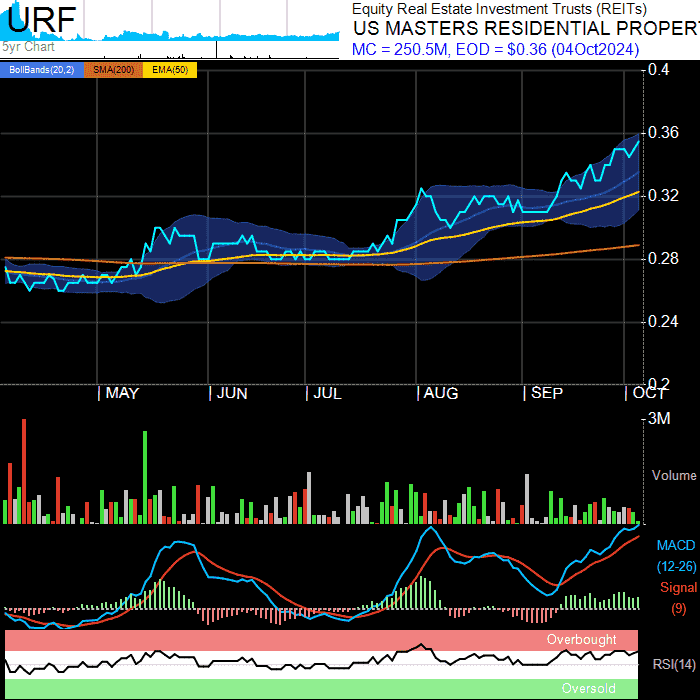 URF
5yr Chart
Equity Real Estate Investment Trusts (REITs)
US MASTERS RESIDENTIAL PROPER
MC = 250.5M, EOD = $0.36 (04Oct2024)
BollBands(20,2) SMA(200) EMA(50)
0.4
0.36
0.32
0.28
0.24
0.2
MAY JUN JUL AUG SEP OCT
3M
Volume
MACD
(12-26)
Signal
(9)
Overbought
RSI(14)
Oversold